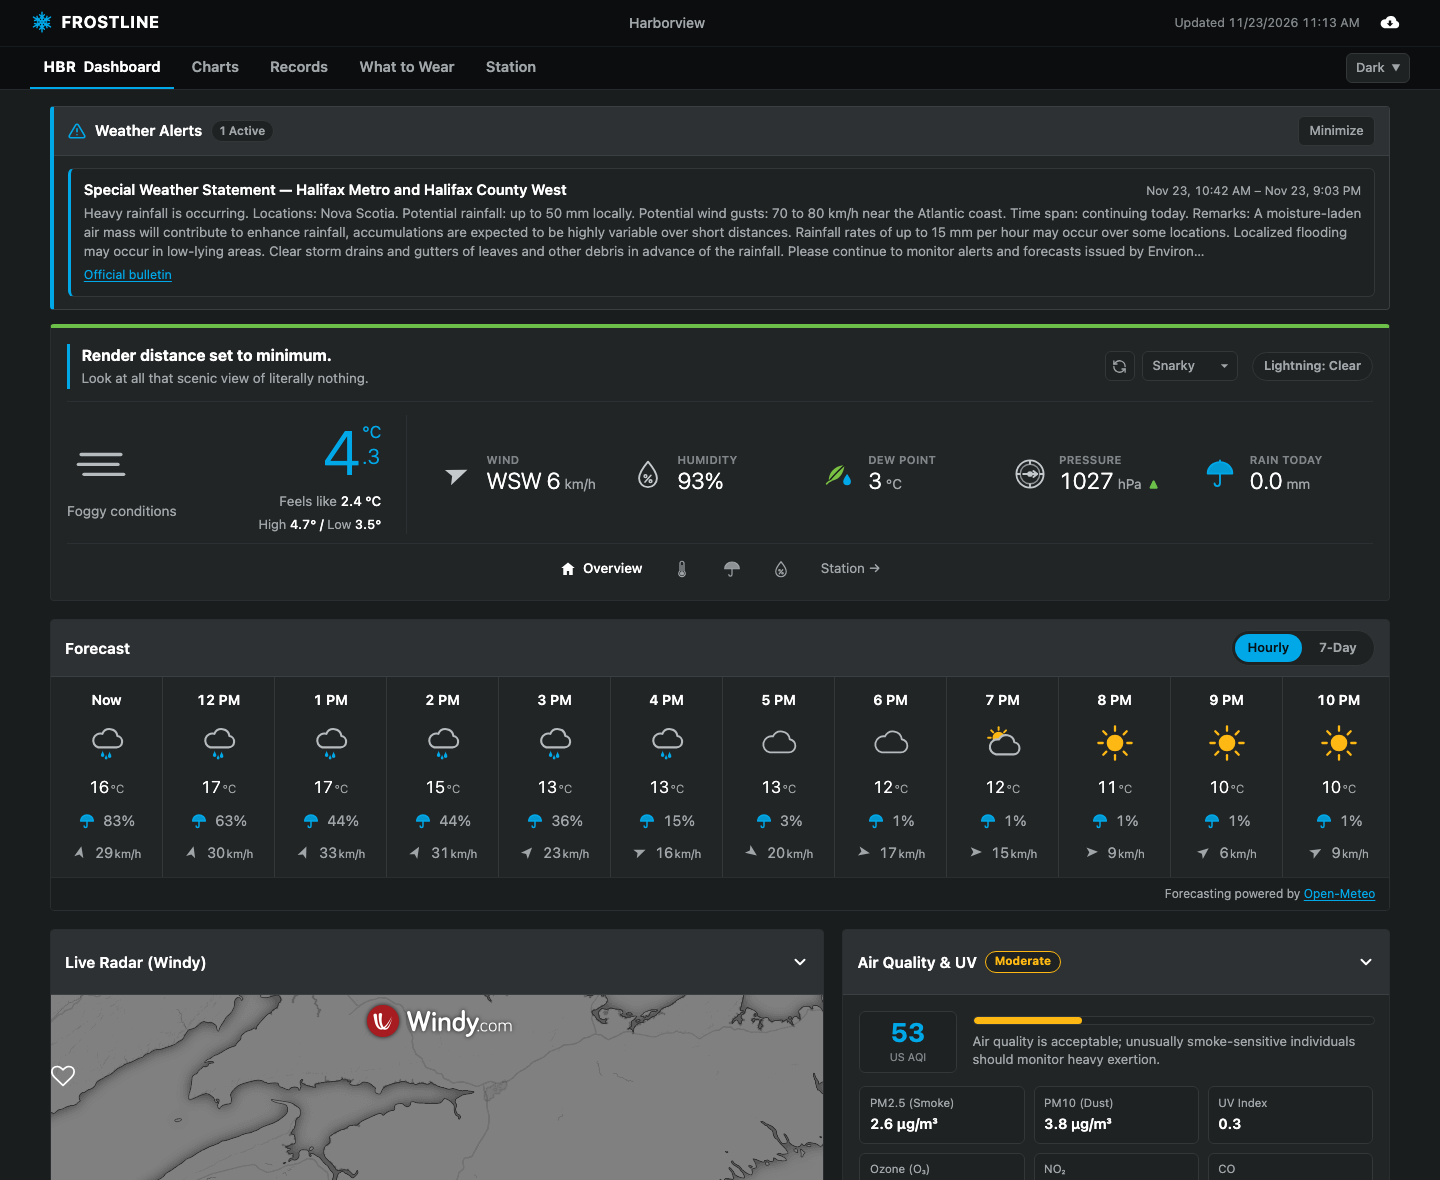 FROSTLINE
Harborview
Updated 11/23/2026 11:13 AM
HBR Dashboard
Charts
Records
What to Wear
Station
Dark ▼
Weather Alerts
1 Active
Minimize
Special Weather Statement — Halifax Metro and Halifax County West
Nov 23, 10:42 AM – Nov 23, 9:03 PM
Heavy rainfall is occurring. Locations: Nova Scotia. Potential rainfall: up to 50 mm locally. Potential wind gusts: 70 to 80 km/h near the Atlantic coast. Time span: continuing today. Remarks: A moisture-laden
air mass will contribute to enhance rainfall, accumulations are expected to be highly variable over short distances. Rainfall rates of up to 15 mm per hour may occur over some locations. Localized flooding
may occur in low-lying areas. Clear storm drains and gutters of leaves and other debris in advance of the rainfall. Please continue to monitor alerts and forecasts issued by Environ...
Official bulletin
Render distance set to minimum.
Look at all that scenic view of literally nothing.
Snarky
Lightning: Clear
4.3 °C
Feels like 2.4 °C
Foggy conditions
High 4.7° / Low 3.5°
WIND
WSW 6 km/h
HUMIDITY
93%
DEW POINT
3 °C
PRESSURE
1027 hPa ▲
RAIN TODAY
0.0 mm
Overview
Station →
Forecast
Hourly
7-Day
Now 12 PM 1 PM 2 PM 3 PM 4 PM 5 PM 6 PM 7 PM 8 PM 9 PM 10 PM
16°C 17°C 17°C 15°C 13°C 13°C 13°C 12°C 12°C 11°C 10°C 10°C
83% 63% 44% 44% 36% 15% 3% 1% 1% 1% 1% 1%
29km/h 30km/h 33km/h 31km/h 23km/h 16km/h 20km/h 17km/h 15km/h 9km/h 6km/h 9km/h
Forecasting powered by Open-Meteo
Live Radar (Windy)
Windy.com
Air Quality & UV
Moderate
53
US AQI
Air quality is acceptable; unusually smoke-sensitive individuals
should monitor heavy exertion.
PM2.5 (Smoke)
2.6 µg/m³
PM10 (Dust)
3.8 µg/m³
UV Index
0.3
Ozone (O₃)
NO₂
CO